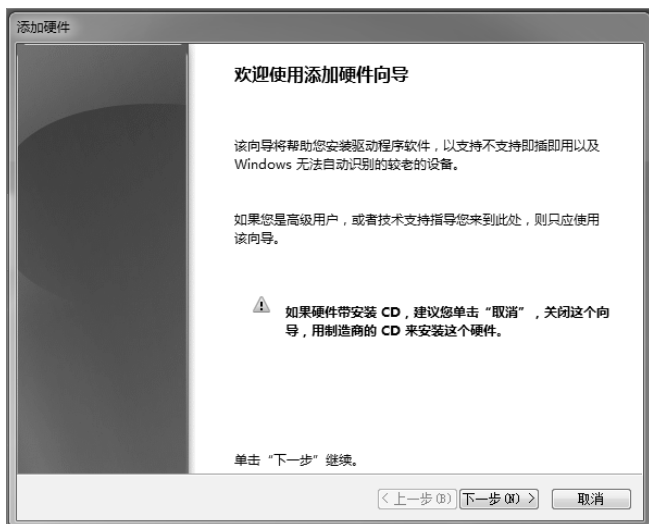 添加硬件
欢迎使用添加硬件向导
该向导将帮助您安装驱动程序软件，以支持不支持即插即用以及
Windows 无法自动识别的较老的设备。
如果您是高级用户，或者技术支持指导您来到此处，则只应使用
该向导。
如果硬件带安装 CD，建议您单击“取消”，关闭这个向
导，用制造商的 CD 来安装这个硬件。
单击“下一步”继续。
< 上一步(B) 下一步(N) > 取消